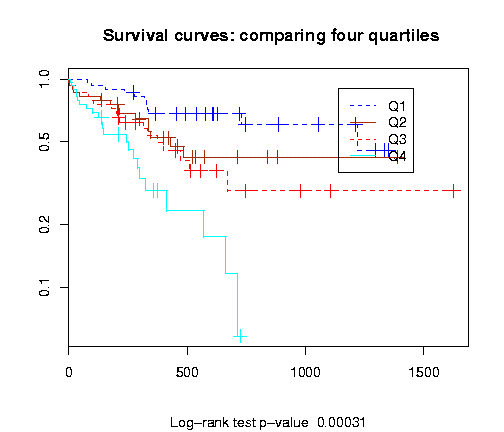 Survival curves: comparing four quartiles
1.0
0.5
0.2
0.1
Q1
Q2
Q3
Q4
0 500 1000 1500
Log–rank test p–value 0.00031